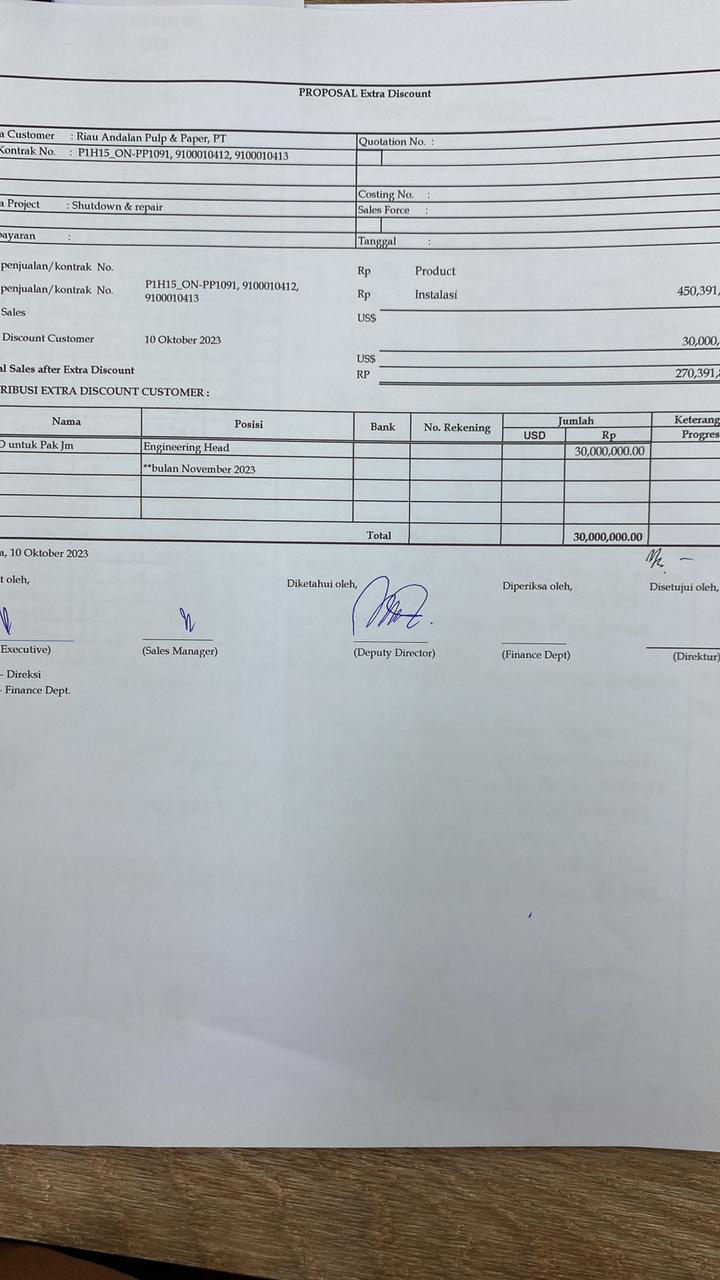 PROPOSAL Extra Discount
a Customer : Riau Andalan Pulp & Paper, PT
Quotation No. :
Kontrak No. : P1H15_ON-PP1091, 9100010412, 9100010413
Costing No. :
a Project : Shutdown & repair
Sales Force :
bayaran :
Tanggal :
penjualan/kontrak No. Rp Product
penjualan/kontrak No. P1H15_ON-PP1091, 9100010412, 9100010413 Rp Instalasi 450,391,
Sales US$
Discount Customer 10 Oktober 2023 30,000,
US$
al Sales after Extra Discount RP 270,391,
RIBUSI EXTRA DISCOUNT CUSTOMER :
Nama Posisi Bank No. Rekening Jumlah Keterang
USD Rp Progres
D untuk Pak Jm Engineering Head 30,000,000.00
**bulan November 2023
Total 30,000,000.00
a, 10 Oktober 2023
t oleh, Diketahui oleh, Diperiksa oleh, Disetujui oleh,
Executive) (Sales Manager) (Deputy Director) (Finance Dept) (Direktur)
- Direksi
- Finance Dept.